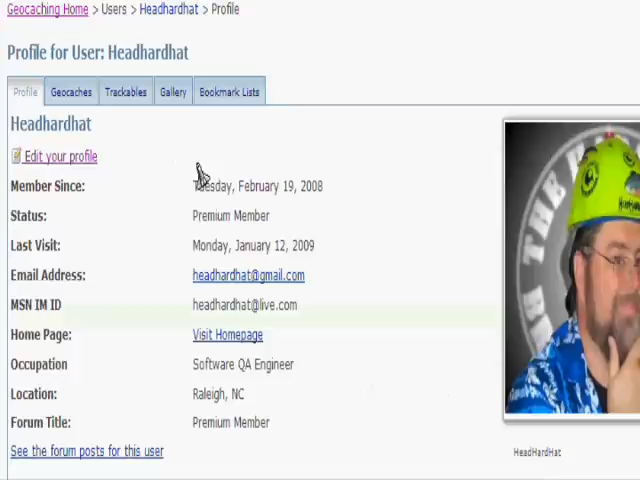 Geocaching Home > Users > Headhardhat > Profile
Profile for User: Headhardhat
Profile Geocaches Trackables Gallery Bookmark Lists
Headhardhat
Edit your profile
Member Since: Tuesday, February 19, 2008
Status: Premium Member
Last Visit: Monday, January 12, 2009
Email Address: headhardhat@gmail.com
MSN IM ID headhardhat@live.com
Home Page: Visit Homepage
Occupation Software QA Engineer
Location: Raleigh, NC
Forum Title: Premium Member
See the forum posts for this user
HeadHardHat